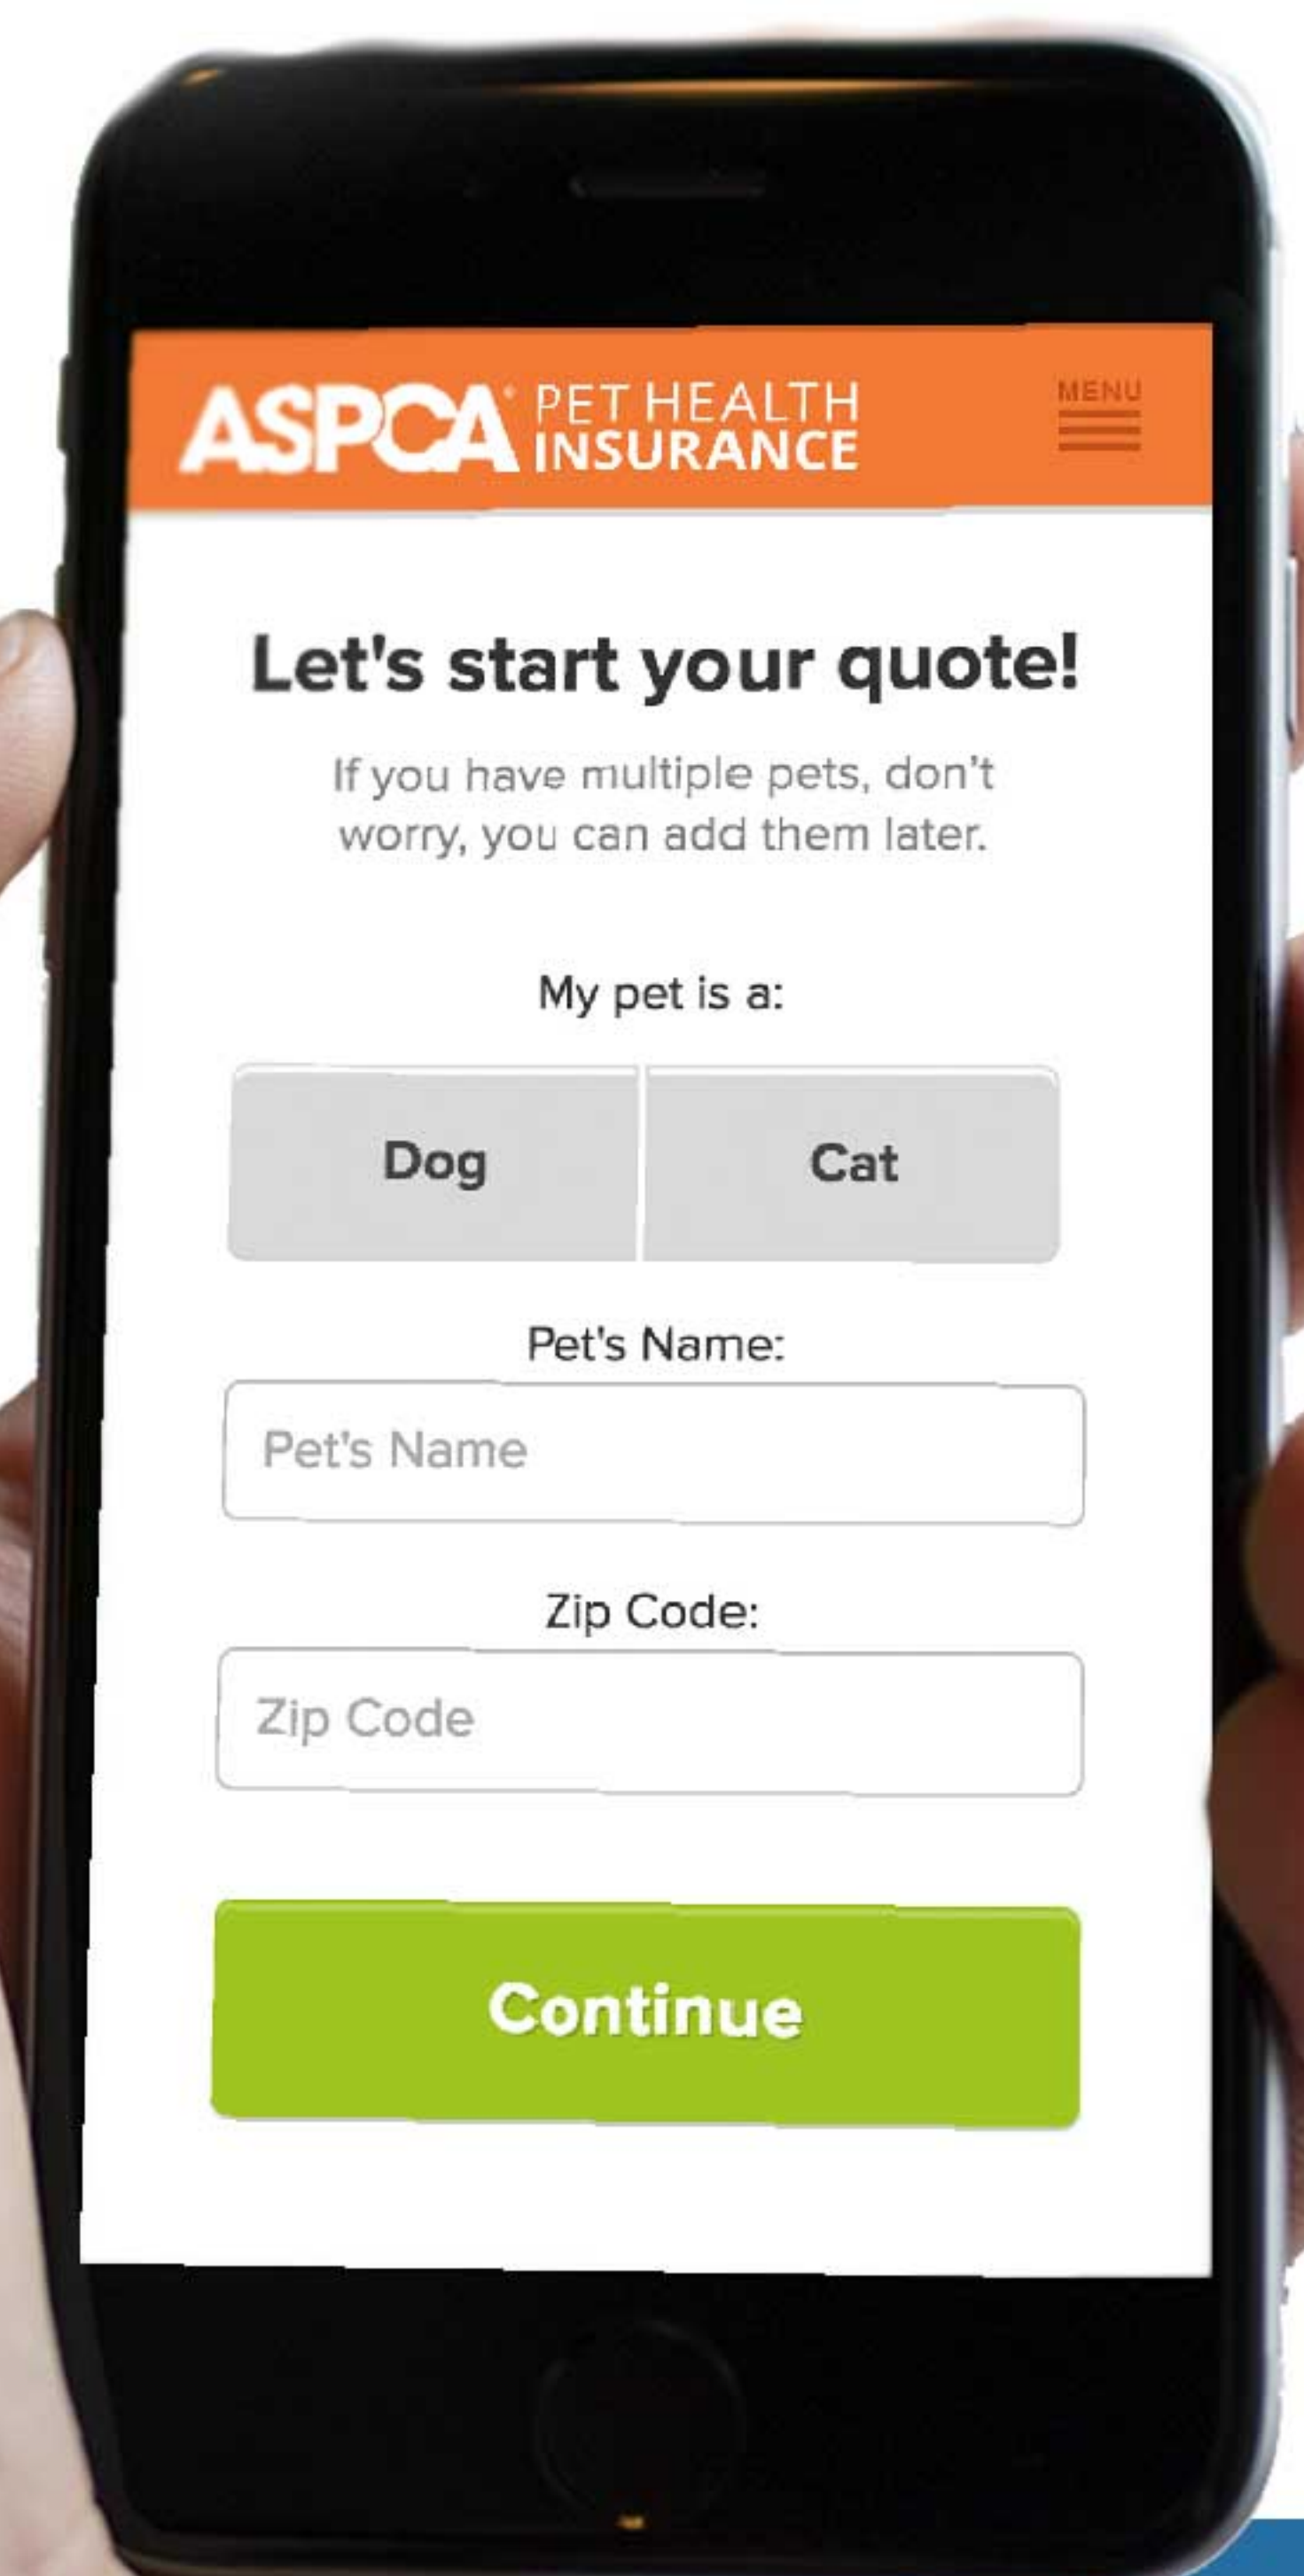 ASPCA® PET HEALTH
INSURANCE
MENU
Let's start your quote!
If you have multiple pets, don't
worry, you can add them later.
My pet is a:
Dog
Cat
Pet's Name:
Pet's Name
Zip Code:
Zip Code
Continue